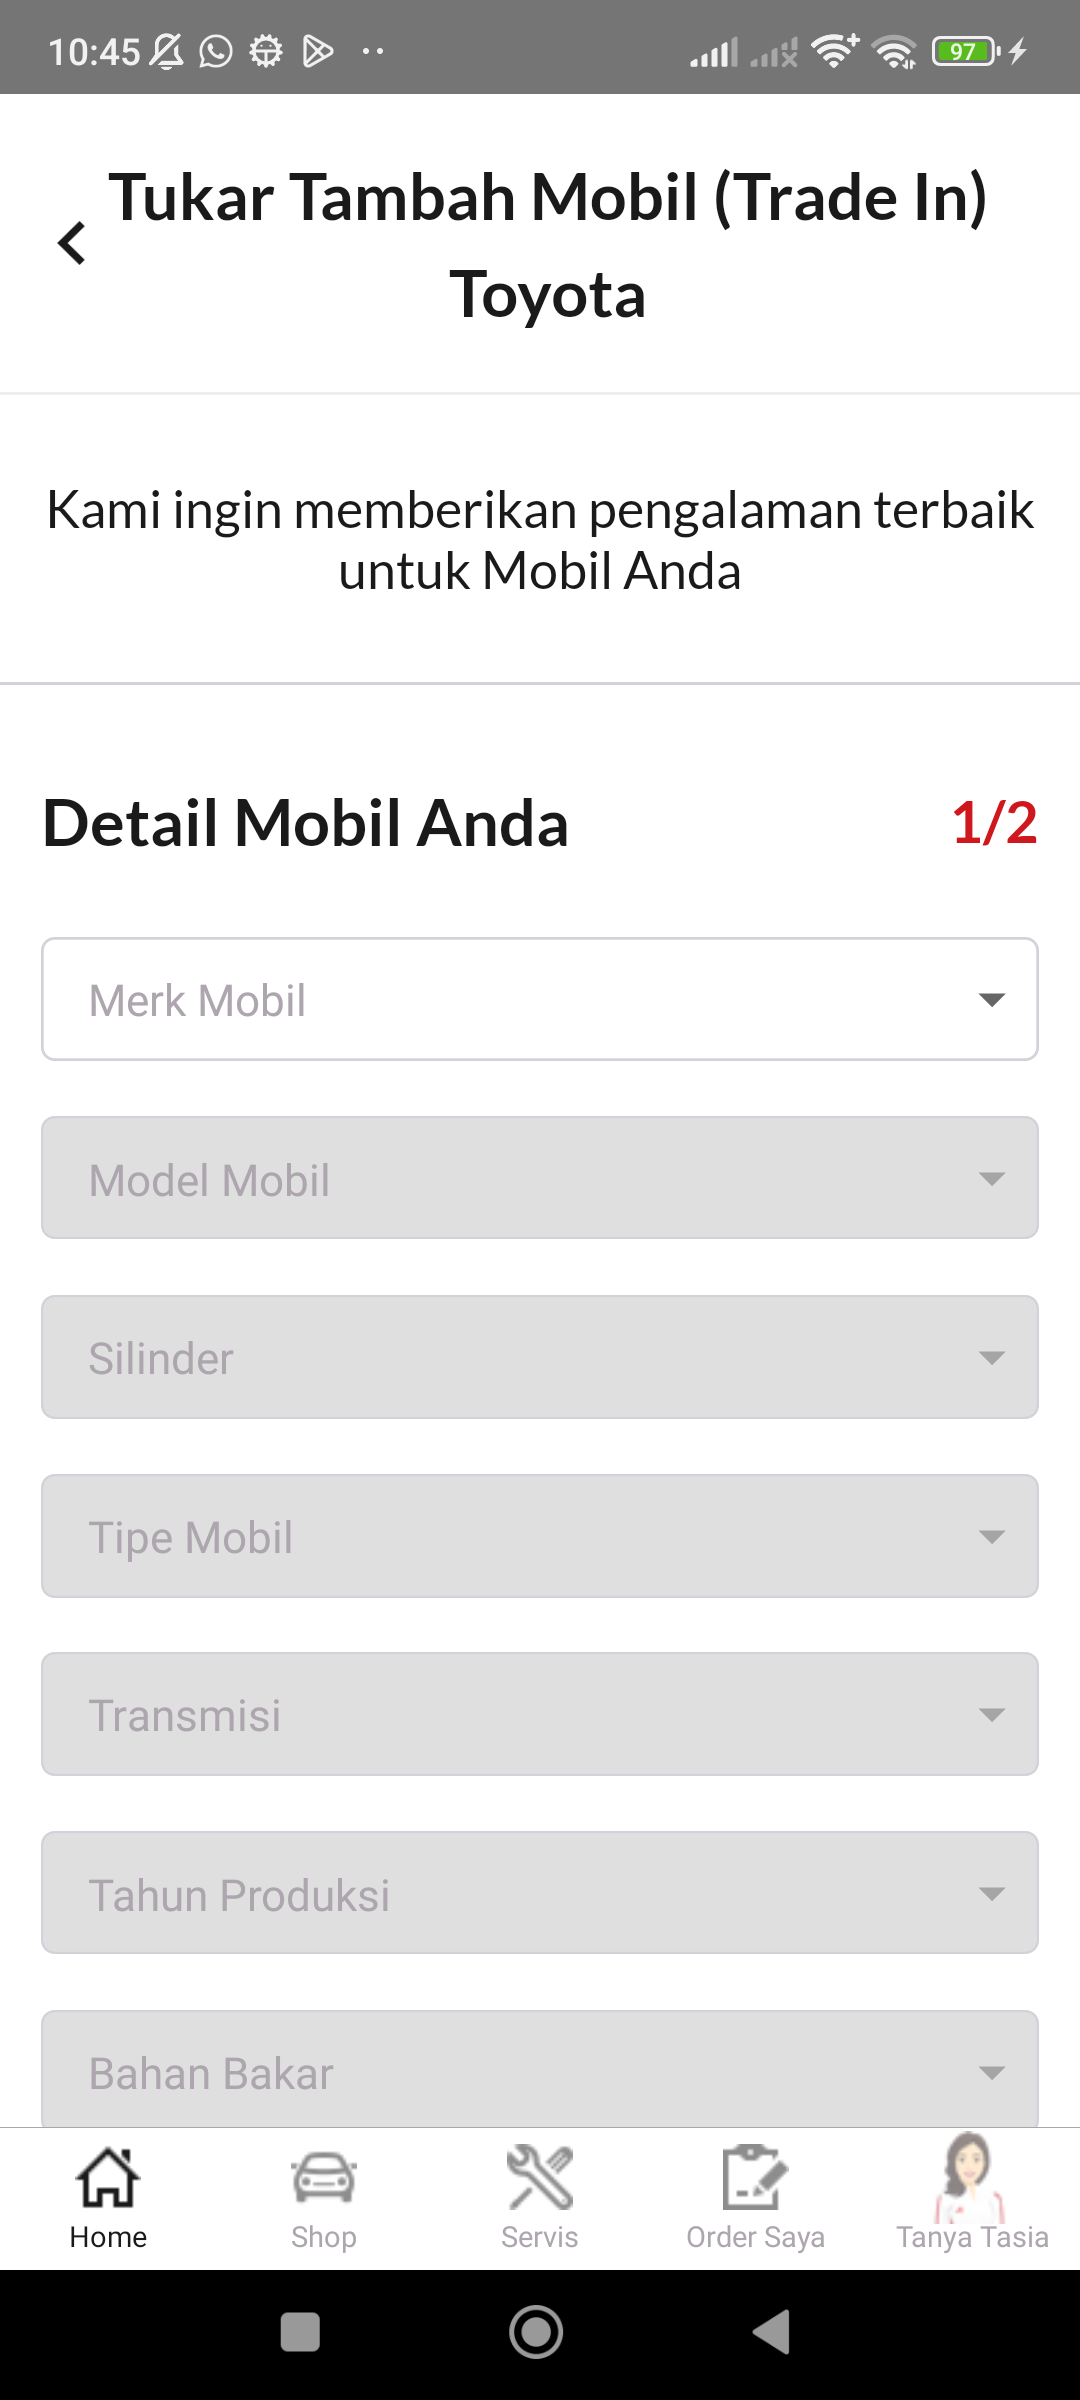 10:45
97
Tukar Tambah Mobil (Trade In)
Toyota
Kami ingin memberikan pengalaman terbaik
untuk Mobil Anda
Detail Mobil Anda
1/2
Merk Mobil
Model Mobil
Silinder
Tipe Mobil
Transmisi
Tahun Produksi
Bahan Bakar
Home
Shop
Servis
Order Saya
Tanya Tasia